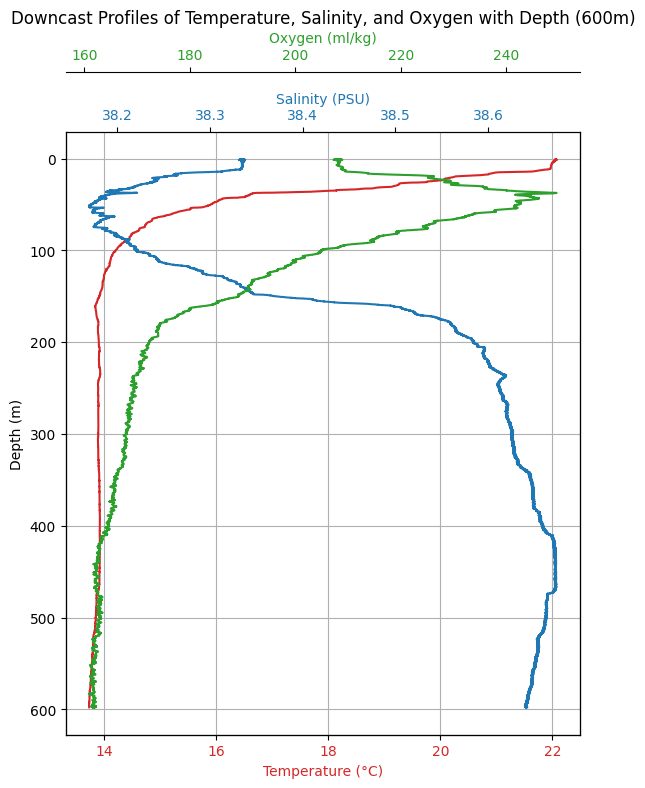 Downcast Profiles of Temperature, Salinity, and Oxygen with Depth (600m)
Oxygen (ml/kg)
160 180 200 220 240
Salinity (PSU)
38.2 38.3 38.4 38.5 38.6
0
100
200
300
400
500
600
Depth (m)
14 16 18 20 22
Temperature (°C)